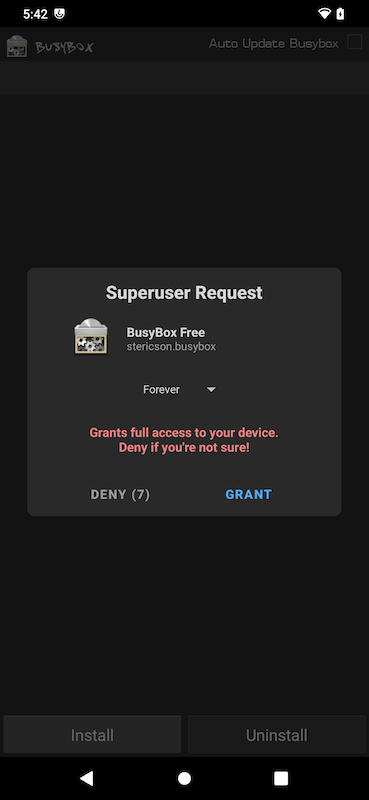 5:42
BUSYBOX
Auto Update Busybox
Superuser Request
BusyBox Free
stericson.busybox
Forever
Grants full access to your device.
Deny if you're not sure!
DENY (7)
GRANT
Install
Uninstall